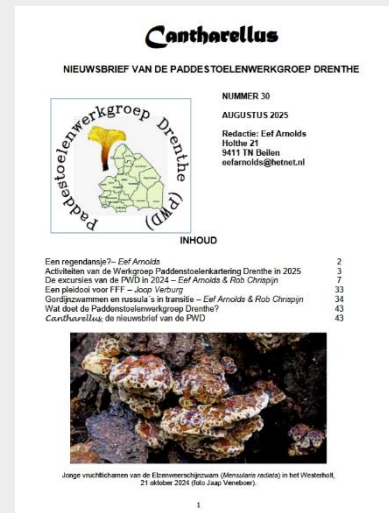 Cantharellus
NIEUWSBRIEF VAN DE PADDESTOELENWERKGROEP DRENTHE
Paddestoelenwerkgroep Drenthe (PWD)
NUMMER 30
AUGUSTUS 2025
Redactie: Eef Arnolds
Holthe 21
9411 TN Beilen
eefarnolds@hetnet.nl
INHOUD
Een regendansje?– Eef Arnolds 2
Activiteiten van de Werkgroep Paddenstoelenkartering Drenthe in 2025 3
De excursies van de PWD in 2024 – Eef Arnolds & Rob Chrispijn 7
Een pleidooi voor FFF – Joop Verburg 33
Gordijnzwammen en russula´s in transitie – Eef Arnolds & Rob Chrispijn 34
Wat doet de Paddenstoelenwerkgroep Drenthe? 43
Cantharellus, de nieuwsbrief van de PWD 43
Jonge vruchtlichamen van de Elzenweerschijnzwam (Mensularia radiata) in het Westerholt,
21 oktober 2024 (foto Jaap Veneboer).
1